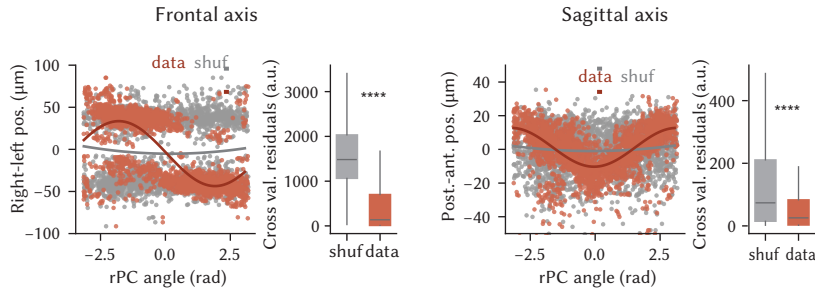 Frontal axis
Sagittal axis
Right-left pos. (µm)
100
50
0
−50
−100
data shuf
−2.5
0.0
2.5
rPC angle (rad)
Cross val. residuals (a.u.)
3000
2000
1000
0
****
shuf data
Post.-ant. pos. (µm)
40
20
0
−20
−40
data shuf
−2.5
0.0
2.5
rPC angle (rad)
Cross val. residuals (a.u.)
400
200
0
****
shuf data